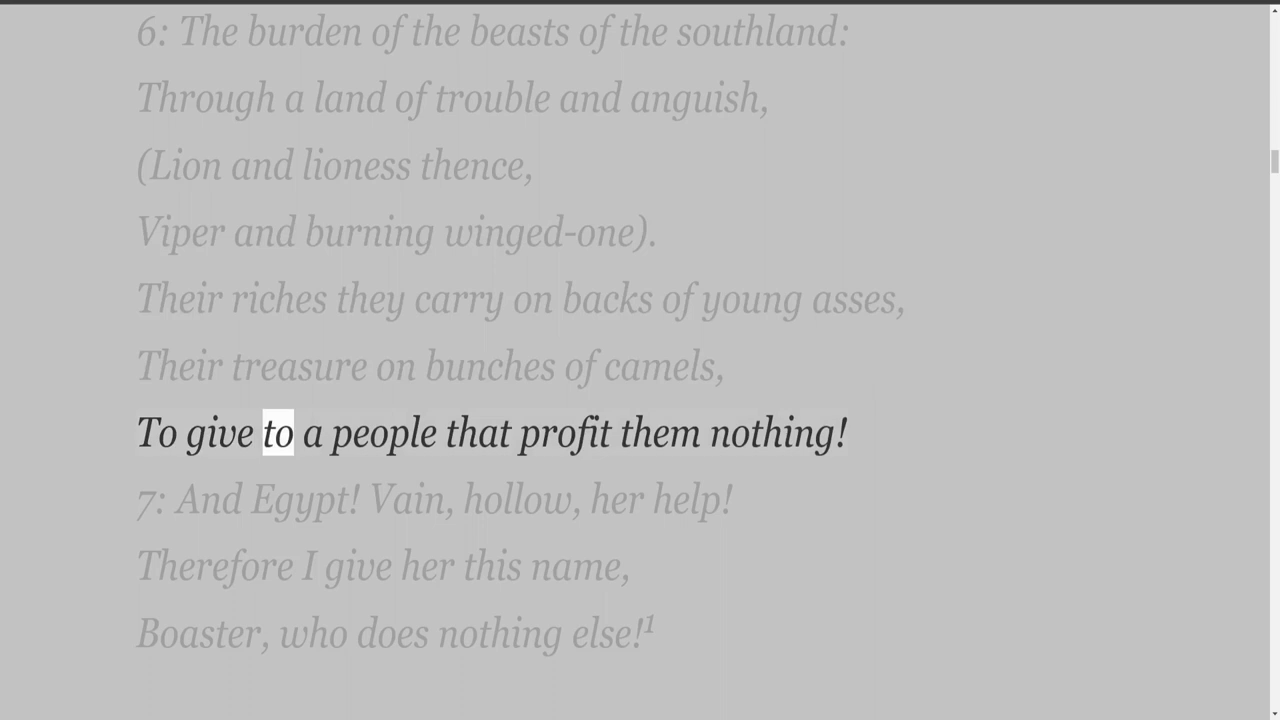 6: The burden of the beasts of the southland:
Through a land of trouble and anguish,
(Lion and lioness thence,
Viper and burning winged-one).
Their riches they carry on backs of young asses,
Their treasure on bunches of camels,
To give to a people that profit them nothing!
7: And Egypt! Vain, hollow, her help!
Therefore I give her this name,
Boaster, who does nothing else!¹